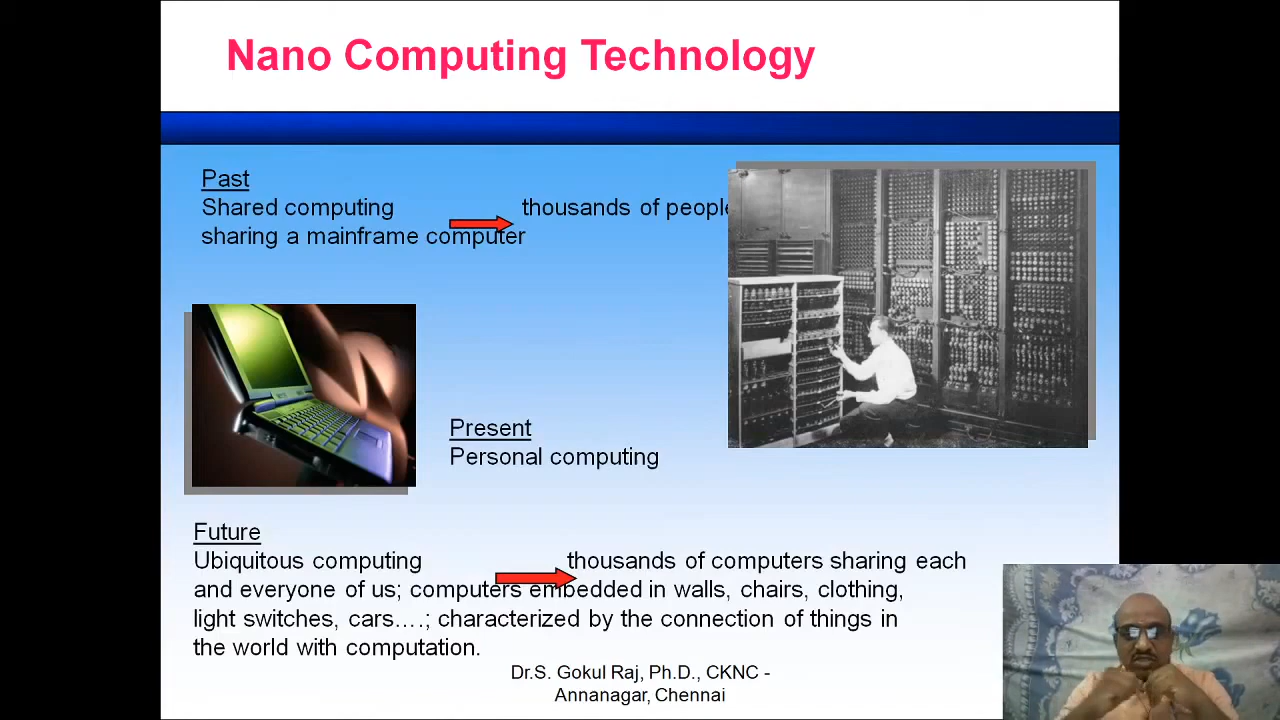 Nano Computing Technology
Past
Shared computing thousands of people
sharing a mainframe computer
Present
Personal computing
Future
Ubiquitous computing thousands of computers sharing each
and everyone of us; computers embedded in walls, chairs, clothing,
light switches, cars....; characterized by the connection of things in
the world with computation.
Dr.S. Gokul Raj, Ph.D., CKNC -
Annanagar, Chennai